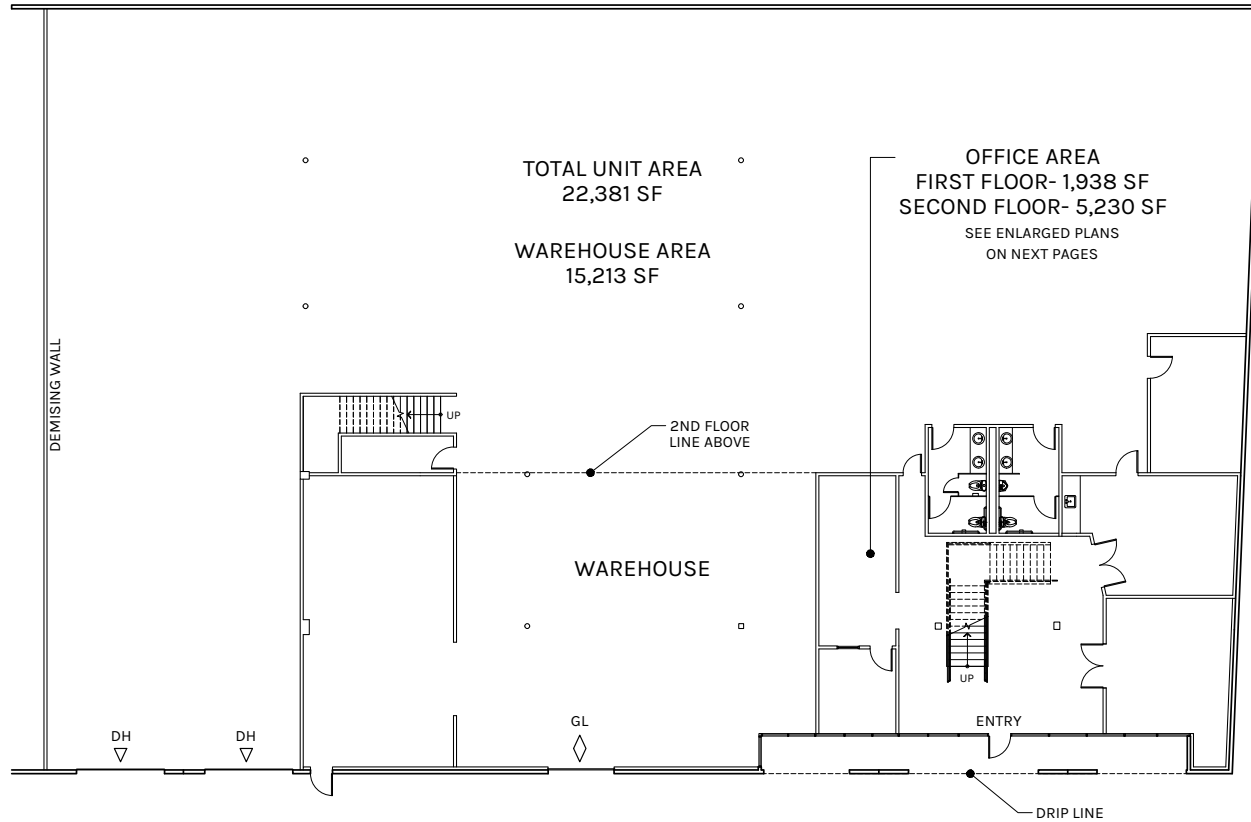 TOTAL UNIT AREA
22,381 SF
WAREHOUSE AREA
15,213 SF
OFFICE AREA
FIRST FLOOR- 1,938 SF
SECOND FLOOR- 5,230 SF
SEE ENLARGED PLANS
ON NEXT PAGES
DEMISING WALL
UP
2ND FLOOR
LINE ABOVE
WAREHOUSE
UP
DH
DH
GL
ENTRY
DRIP LINE